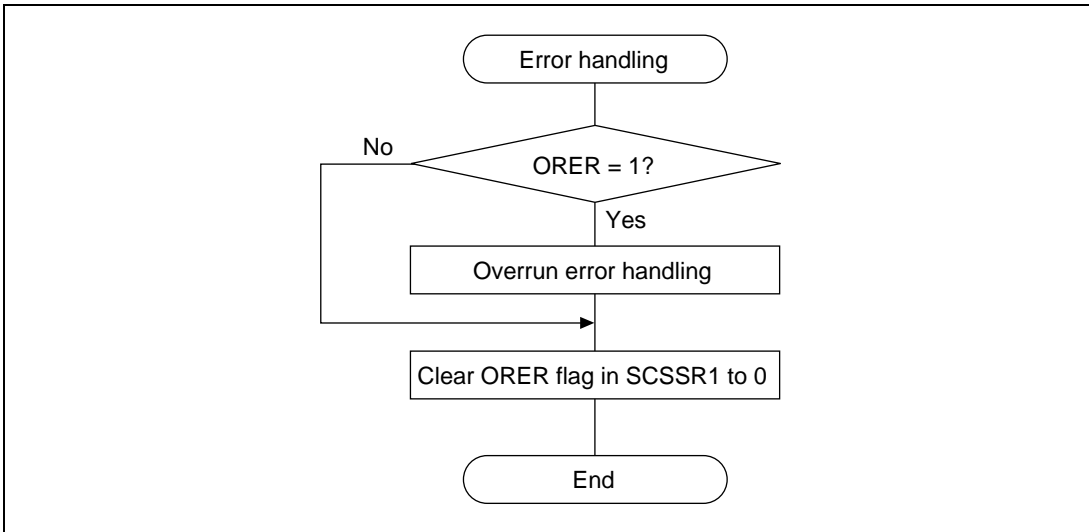 Error handling
No
ORER = 1?
Yes
Overrun error handling
Clear ORER flag in SCSSR1 to 0
End